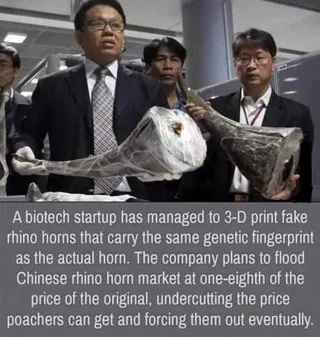 A biotech startup has managed to 3-D print fake
rhino horns that carry the same genetic fingerprint
as the actual horn. The company plans to flood
Chinese rhino horn market at one-eighth of the
price of the original, undercutting the price
poachers can get and forcing them out eventually.